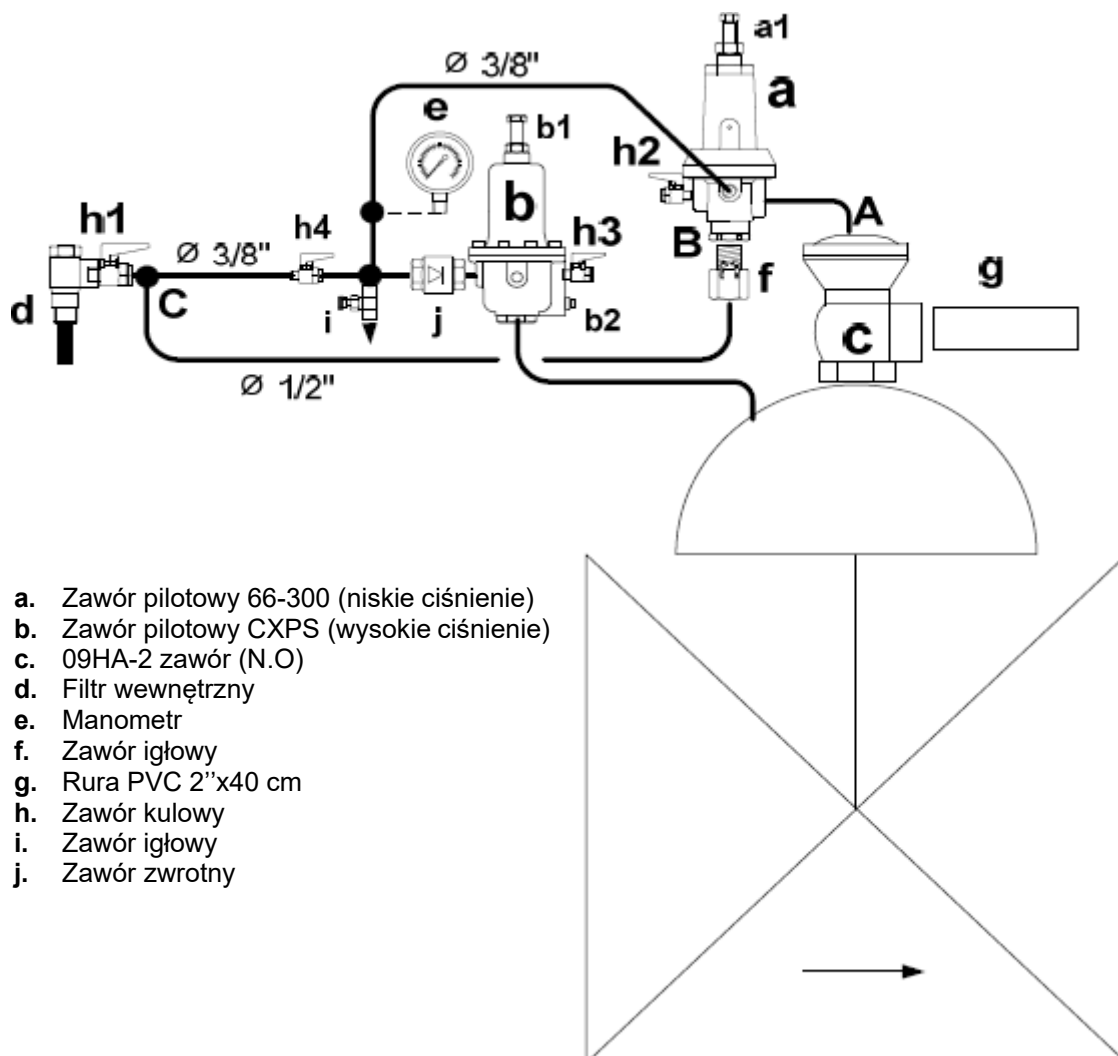 a1
Ø 3/8"
a
e
b1
h2
b
A
h1
h4
h3
B
g
Ø 3/8"
f
d
C
i
j
b2
c
Ø 1/2"
a. Zawór pilotowy 66-300 (niskie ciśnienie)
b. Zawór pilotowy CXPS (wysokie ciśnienie)
c. 09HA-2 zawór (N.O)
d. Filtr wewnętrzny
e. Manometr
f. Zawór igłowy
g. Rura PVC 2’’x40 cm
h. Zawór kulowy
i. Zawór igłowy
j. Zawór zwrotny